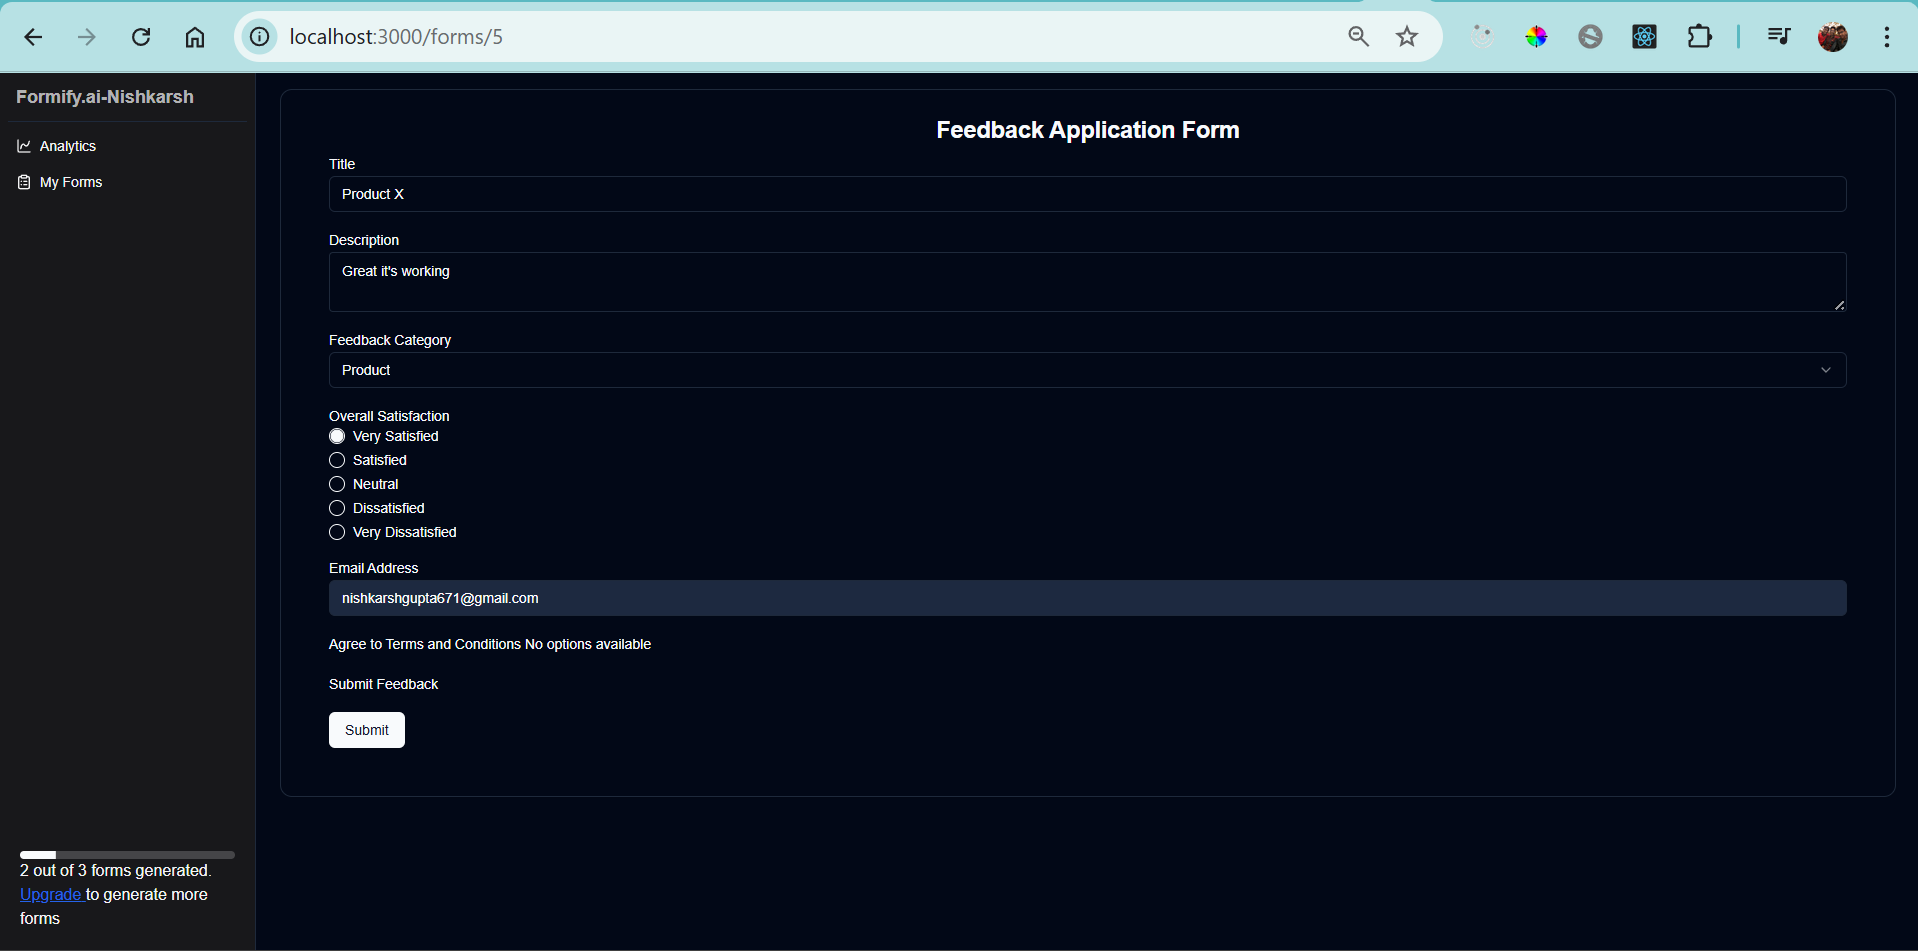 localhost:3000/forms/5
Formify.ai-Nishkarsh
Analytics
My Forms
Feedback Application Form
Title
Product X
Description
Great it's working
Feedback Category
Product
Overall Satisfaction
Very Satisfied
Satisfied
Neutral
Dissatisfied
Very Dissatisfied
Email Address
nishkarshgupta671@gmail.com
Agree to Terms and Conditions No options available
Submit Feedback
Submit
2 out of 3 forms generated.
Upgrade to generate more
forms